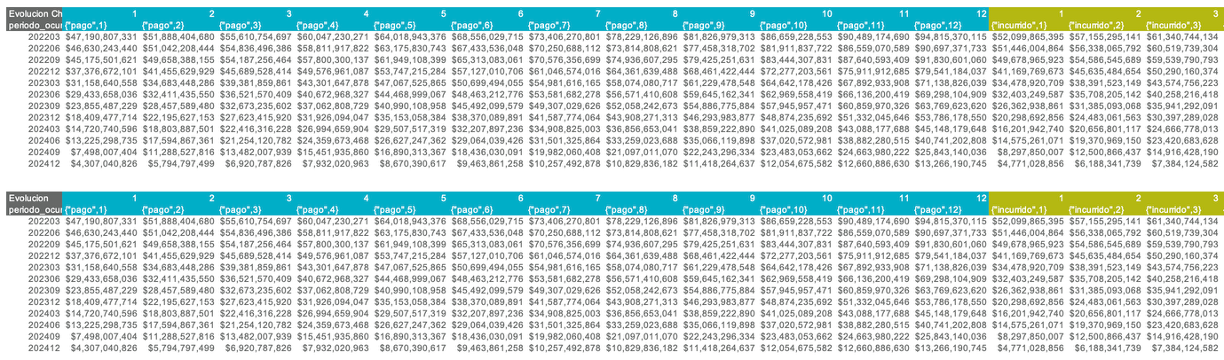 Evolucion Ch 1 2 3 4 5 6 7 8 9 10 11 12 1 2 3
periodo_ocur {"pago",1} {"pago",2} {"pago",3} {"pago",4} {"pago",5} {"pago",6} {"pago",7} {"pago",8} {"pago",9} {"pago",10} {"pago",11} {"pago",12} {"incurrido",1} {"incurrido",2} {"incurrido",3}
202203 $47,190,807,331 $51,888,404,680 $55,610,754,697 $60,047,230,271 $64,018,943,376 $68,556,029,715 $73,406,270,801 $78,229,126,896 $81,826,979,313 $86,659,228,553 $90,489,174,690 $94,815,370,115 $52,099,865,395 $57,155,295,141 $61,340,744,134
202206 $46,630,243,440 $51,042,208,444 $54,836,496,386 $58,811,917,822 $63,175,830,743 $67,433,536,048 $70,250,688,112 $73,814,808,621 $77,458,318,702 $81,911,837,722 $86,559,070,589 $90,697,371,733 $51,446,004,861 $56,338,065,792 $60,519,739,304
202209 $45,175,501,621 $49,658,388,155 $54,187,256,464 $57,800,300,137 $61,949,108,399 $65,313,083,061 $70,576,356,699 $74,936,607,295 $79,425,251,631 $83,444,307,831 $87,640,593,409 $91,830,601,060 $49,678,965,923 $54,586,545,689 $59,539,790,793
202212 $37,376,672,101 $41,455,629,929 $45,689,528,414 $49,576,961,087 $53,747,215,284 $57,127,010,706 $61,046,574,016 $64,361,639,488 $68,461,422,444 $72,277,203,561 $75,911,912,685 $79,541,184,037 $41,169,769,673 $45,635,484,654 $50,290,160,374
202303 $31,158,640,558 $34,683,448,286 $39,381,859,861 $43,301,647,878 $47,067,525,865 $50,699,494,055 $54,981,616,165 $58,074,080,717 $61,229,478,548 $64,642,178,426 $67,892,933,908 $71,138,826,039 $34,478,920,709 $38,391,523,149 $43,574,756,223
202306 $29,433,658,036 $32,411,435,550 $36,521,570,409 $40,672,968,327 $44,468,999,067 $48,463,212,776 $53,581,682,278 $56,571,410,608 $59,645,162,341 $62,969,558,419 $66,136,200,419 $69,298,104,909 $32,403,249,587 $35,708,205,142 $40,258,216,418
202309 $23,855,487,229 $28,457,589,480 $32,673,235,602 $37,062,808,729 $40,990,108,958 $45,492,099,579 $49,307,029,626 $52,058,242,673 $54,886,775,884 $57,945,957,471 $60,859,970,326 $63,769,623,620 $26,362,938,861 $31,385,093,068 $35,941,292,091
202312 $18,409,477,714 $22,195,627,153 $27,623,415,920 $31,926,094,047 $35,153,058,384 $38,370,089,891 $41,587,774,064 $43,908,271,313 $46,293,983,877 $48,874,235,692 $51,332,045,646 $53,786,178,550 $20,298,692,856 $24,483,061,563 $30,397,289,028
202403 $14,720,740,596 $18,803,887,501 $22,416,316,228 $26,994,659,904 $29,507,517,319 $32,207,897,236 $34,908,825,003 $36,856,653,041 $38,859,222,890 $41,025,089,208 $43,088,177,688 $45,148,179,648 $16,201,942,740 $20,656,801,117 $24,666,778,013
202406 $13,225,298,735 $17,594,867,361 $21,254,120,782 $24,359,973,468 $26,755,627,246 $29,064,039,426 $31,501,325,864 $33,259,023,688 $35,066,119,898 $37,020,572,981 $38,882,280,515 $40,741,202,808 $14,575,261,071 $19,370,969,150 $23,420,683,628
202409 $7,498,007,404 $11,288,527,816 $13,482,007,939 $15,451,935,860 $16,890,313,367 $18,436,030,091 $19,982,060,408 $21,097,011,070 $22,243,296,334 $23,483,053,662 $24,663,980,222 $25,843,140,036 $8,297,850,007 $12,500,866,437 $14,916,428,190
202412 $4,307,040,826 $5,794,797,499 $6,920,787,826 $7,932,020,963 $8,670,390,617 $9,463,861,258 $10,257,492,878 $10,829,836,182 $11,418,264,637 $12,054,675,582 $12,660,886,630 $13,266,190,745 $4,771,028,856 $6,188,341,739 $7,384,124,582
Evolucion 1 2 3 4 5 6 7 8 9 10 11 12 1 2 3
periodo_ocur {"pago",1} {"pago",2} {"pago",3} {"pago",4} {"pago",5} {"pago",6} {"pago",7} {"pago",8} {"pago",9} {"pago",10} {"pago",11} {"pago",12} {"incurrido",1} {"incurrido",2} {"incurrido",3}
202203 $47,190,807,331 $51,888,404,680 $55,610,754,697 $60,047,230,271 $64,018,943,376 $68,556,029,715 $73,406,270,801 $78,229,126,896 $81,826,979,313 $86,659,228,553 $90,489,174,690 $94,815,370,115 $52,099,865,395 $57,155,295,141 $61,340,744,134
202206 $46,630,243,440 $51,042,208,444 $54,836,496,386 $58,811,917,822 $63,175,830,743 $67,433,536,048 $70,250,688,112 $73,814,808,621 $77,458,318,702 $81,911,837,722 $86,559,070,589 $90,697,371,733 $51,446,004,861 $56,338,065,792 $60,519,739,304
202209 $45,175,501,621 $49,658,388,155 $54,187,256,464 $57,800,300,137 $61,949,108,399 $65,313,083,061 $70,576,356,699 $74,936,607,295 $79,425,251,631 $83,444,307,831 $87,640,593,409 $91,830,601,060 $49,678,965,923 $54,586,545,689 $59,539,790,793
202212 $37,376,672,101 $41,455,629,929 $45,689,528,414 $49,576,961,087 $53,747,215,284 $57,127,010,706 $61,046,574,016 $64,361,639,488 $68,461,422,444 $72,277,203,561 $75,911,912,685 $79,541,184,037 $41,169,769,673 $45,635,484,654 $50,290,160,374
202303 $31,158,640,558 $34,683,448,286 $39,381,859,861 $43,301,647,878 $47,067,525,865 $50,699,494,055 $54,981,616,165 $58,074,080,717 $61,229,478,548 $64,642,178,426 $67,892,933,908 $71,138,826,039 $34,478,920,709 $38,391,523,149 $43,574,756,223
202306 $29,433,658,036 $32,411,435,550 $36,521,570,409 $40,672,968,327 $44,468,999,067 $48,463,212,776 $53,581,682,278 $56,571,410,608 $59,645,162,341 $62,969,558,419 $66,136,200,419 $69,298,104,909 $32,403,249,587 $35,708,205,142 $40,258,216,418
202309 $23,855,487,229 $28,457,589,480 $32,673,235,602 $37,062,808,729 $40,990,108,958 $45,492,099,579 $49,307,029,626 $52,058,242,673 $54,886,775,884 $57,945,957,471 $60,859,970,326 $63,769,623,620 $26,362,938,861 $31,385,093,068 $35,941,292,091
202312 $18,409,477,714 $22,195,627,153 $27,623,415,920 $31,926,094,047 $35,153,058,384 $38,370,089,891 $41,587,774,064 $43,908,271,313 $46,293,983,877 $48,874,235,692 $51,332,045,646 $53,786,178,550 $20,298,692,856 $24,483,061,563 $30,397,289,028
202403 $14,720,740,596 $18,803,887,501 $22,416,316,228 $26,994,659,904 $29,507,517,319 $32,207,897,236 $34,908,825,003 $36,856,653,041 $38,859,222,890 $41,025,089,208 $43,088,177,688 $45,148,179,648 $16,201,942,740 $20,656,801,117 $24,666,778,013
202406 $13,225,298,735 $17,594,867,361 $21,254,120,782 $24,359,973,468 $26,755,627,246 $29,064,039,426 $31,501,325,864 $33,259,023,688 $35,066,119,898 $37,020,572,981 $38,882,280,515 $40,741,202,808 $14,575,261,071 $19,370,969,150 $23,420,683,628
202409 $7,498,007,404 $11,288,527,816 $13,482,007,939 $15,451,935,860 $16,890,313,367 $18,436,030,091 $19,982,060,408 $21,097,011,070 $22,243,296,334 $23,483,053,662 $24,663,980,222 $25,843,140,036 $8,297,850,007 $12,500,866,437 $14,916,428,190
202412 $4,307,040,826 $5,794,797,499 $6,920,787,826 $7,932,020,963 $8,670,390,617 $9,463,861,258 $10,257,492,878 $10,829,836,182 $11,418,264,637 $12,054,675,582 $12,660,886,630 $13,266,190,745 $4,771,028,856 $6,188,341,739 $7,384,124,582